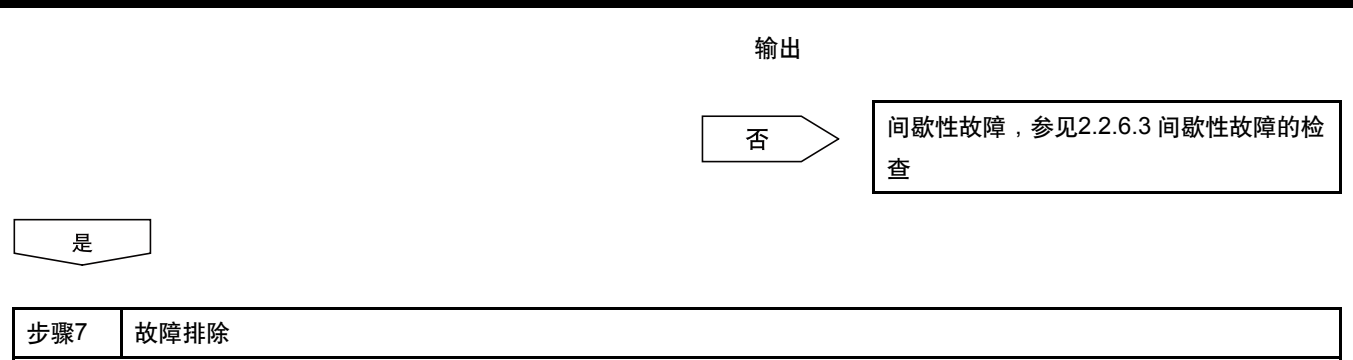 输出
否
间歇性故障，参见2.2.6.3 间歇性故障的检
查
是
步骤7 故障排除